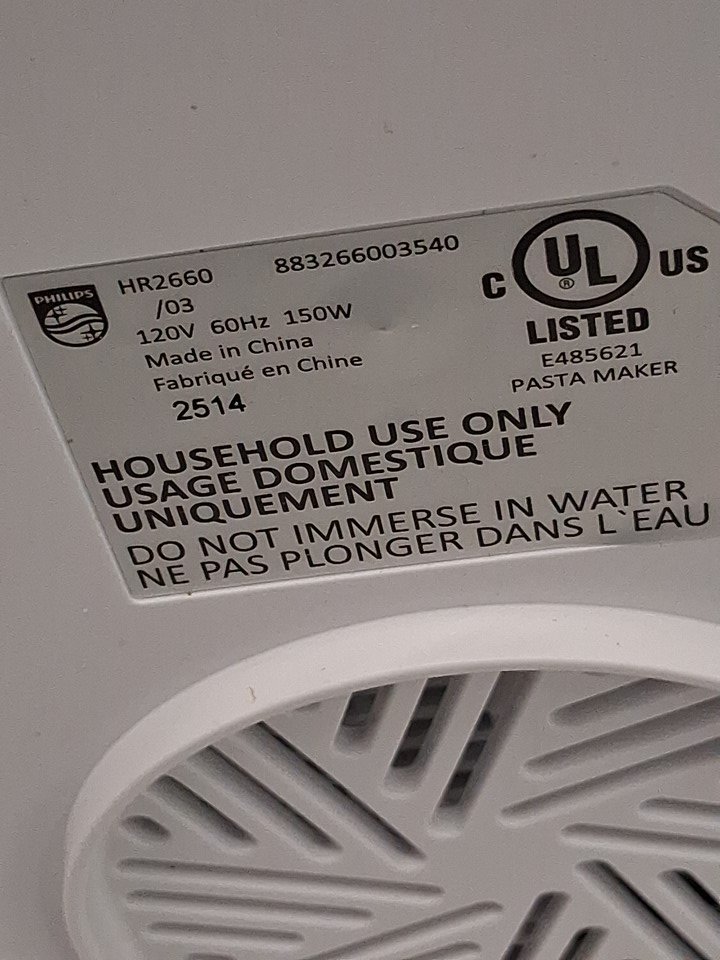 PHILIPS
HR2660
/03
883266003540
120V 60Hz 150W
Made in China
Fabriqué en Chine
2514
C UL US
®
LISTED
E485621
PASTA MAKER
HOUSEHOLD USE ONLY
USAGE DOMESTIQUE
UNIQUEMENT
DO NOT IMMERSE IN WATER
NE PAS PLONGER DANS L`EAU